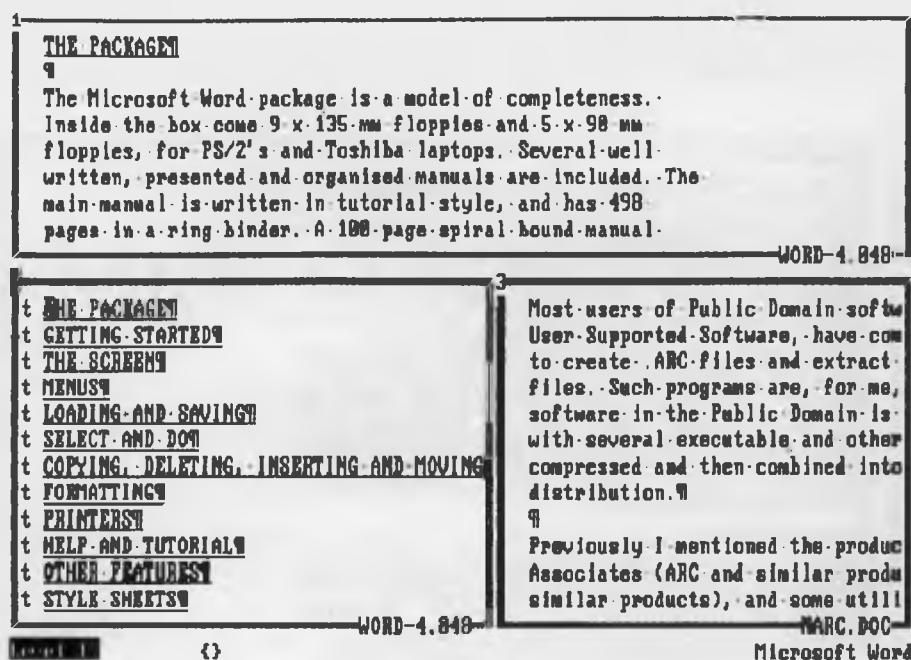 1
THE PACKAGE¶
¶
The Microsoft Word package is a model of completeness.
Inside the box come 9 x 135 mm floppies and 5 x 90 mm
floppies, for PS/2's and Toshiba laptops. Several well
written, presented and organised manuals are included. The
main manual is written in tutorial style, and has 498
pages in a ring binder. A 100 page spiral bound manual
WORD-4.848
t THE PACKAGE¶
t GETTING STARTED¶
t THE SCREEN¶
t MENUS¶
t LOADING AND SAVING¶
t SELECT AND DO¶
t COPYING, DELETING, INSERTING AND MOVING
t FORMATTING¶
t PRINTERS¶
t HELP AND TUTORIAL¶
t OTHER FEATURES¶
t STYLE SHEETS¶
WORD-4.848
3
Most users of Public Domain softw
User Supported Software, have com
to create .ARC files and extract
files. Such programs are, for me,
software in the Public Domain is
with several executable and other
compressed and then combined into
distribution.¶
¶
Previously I mentioned the produc
Associates (ARC and similar produ
similar products), and some utili
MARC.DOC
{}
Microsoft Word